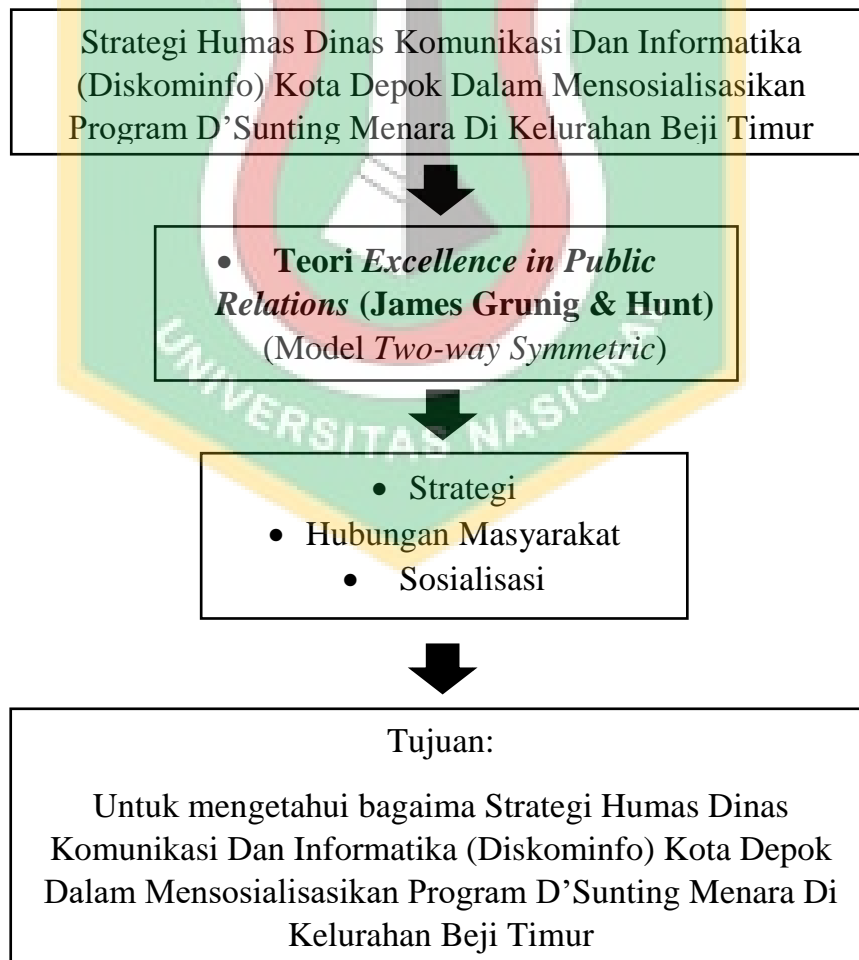 Strategi Humas Dinas Komunikasi Dan Informatika
(Diskominfo) Kota Depok Dalam Mensosialisasikan
Program D’Sunting Menara Di Kelurahan Beji Timur
• Teori Excellence in Public
Relations (James Grunig & Hunt)
(Model Two-way Symmetric)
UNIVERSITAS NASIONAL
• Strategi
• Hubungan Masyarakat
• Sosialisasi
Tujuan:
Untuk mengetahui bagaima Strategi Humas Dinas
Komunikasi Dan Informatika (Diskominfo) Kota Depok
Dalam Mensosialisasikan Program D’Sunting Menara Di
Kelurahan Beji Timur